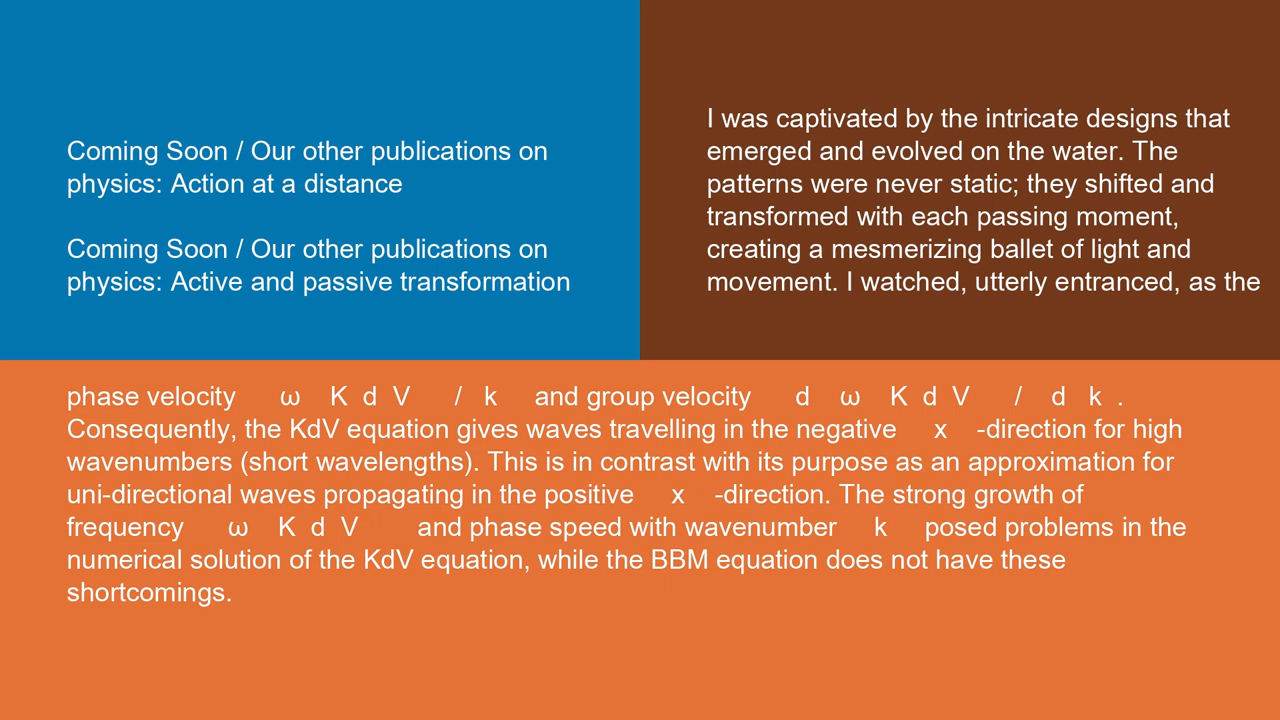 Coming Soon / Our other publications on
physics: Action at a distance
Coming Soon / Our other publications on
physics: Active and passive transformation
I was captivated by the intricate designs that
emerged and evolved on the water. The
patterns were never static; they shifted and
transformed with each passing moment,
creating a mesmerizing ballet of light and
movement. I watched, utterly entranced, as the
phase velocity ω K d V / k and group velocity d ω K d V / d k .
Consequently, the KdV equation gives waves travelling in the negative x -direction for high
wavenumbers (short wavelengths). This is in contrast with its purpose as an approximation for
uni-directional waves propagating in the positive x -direction. The strong growth of
frequency ω K d V and phase speed with wavenumber k posed problems in the
numerical solution of the KdV equation, while the BBM equation does not have these
shortcomings.